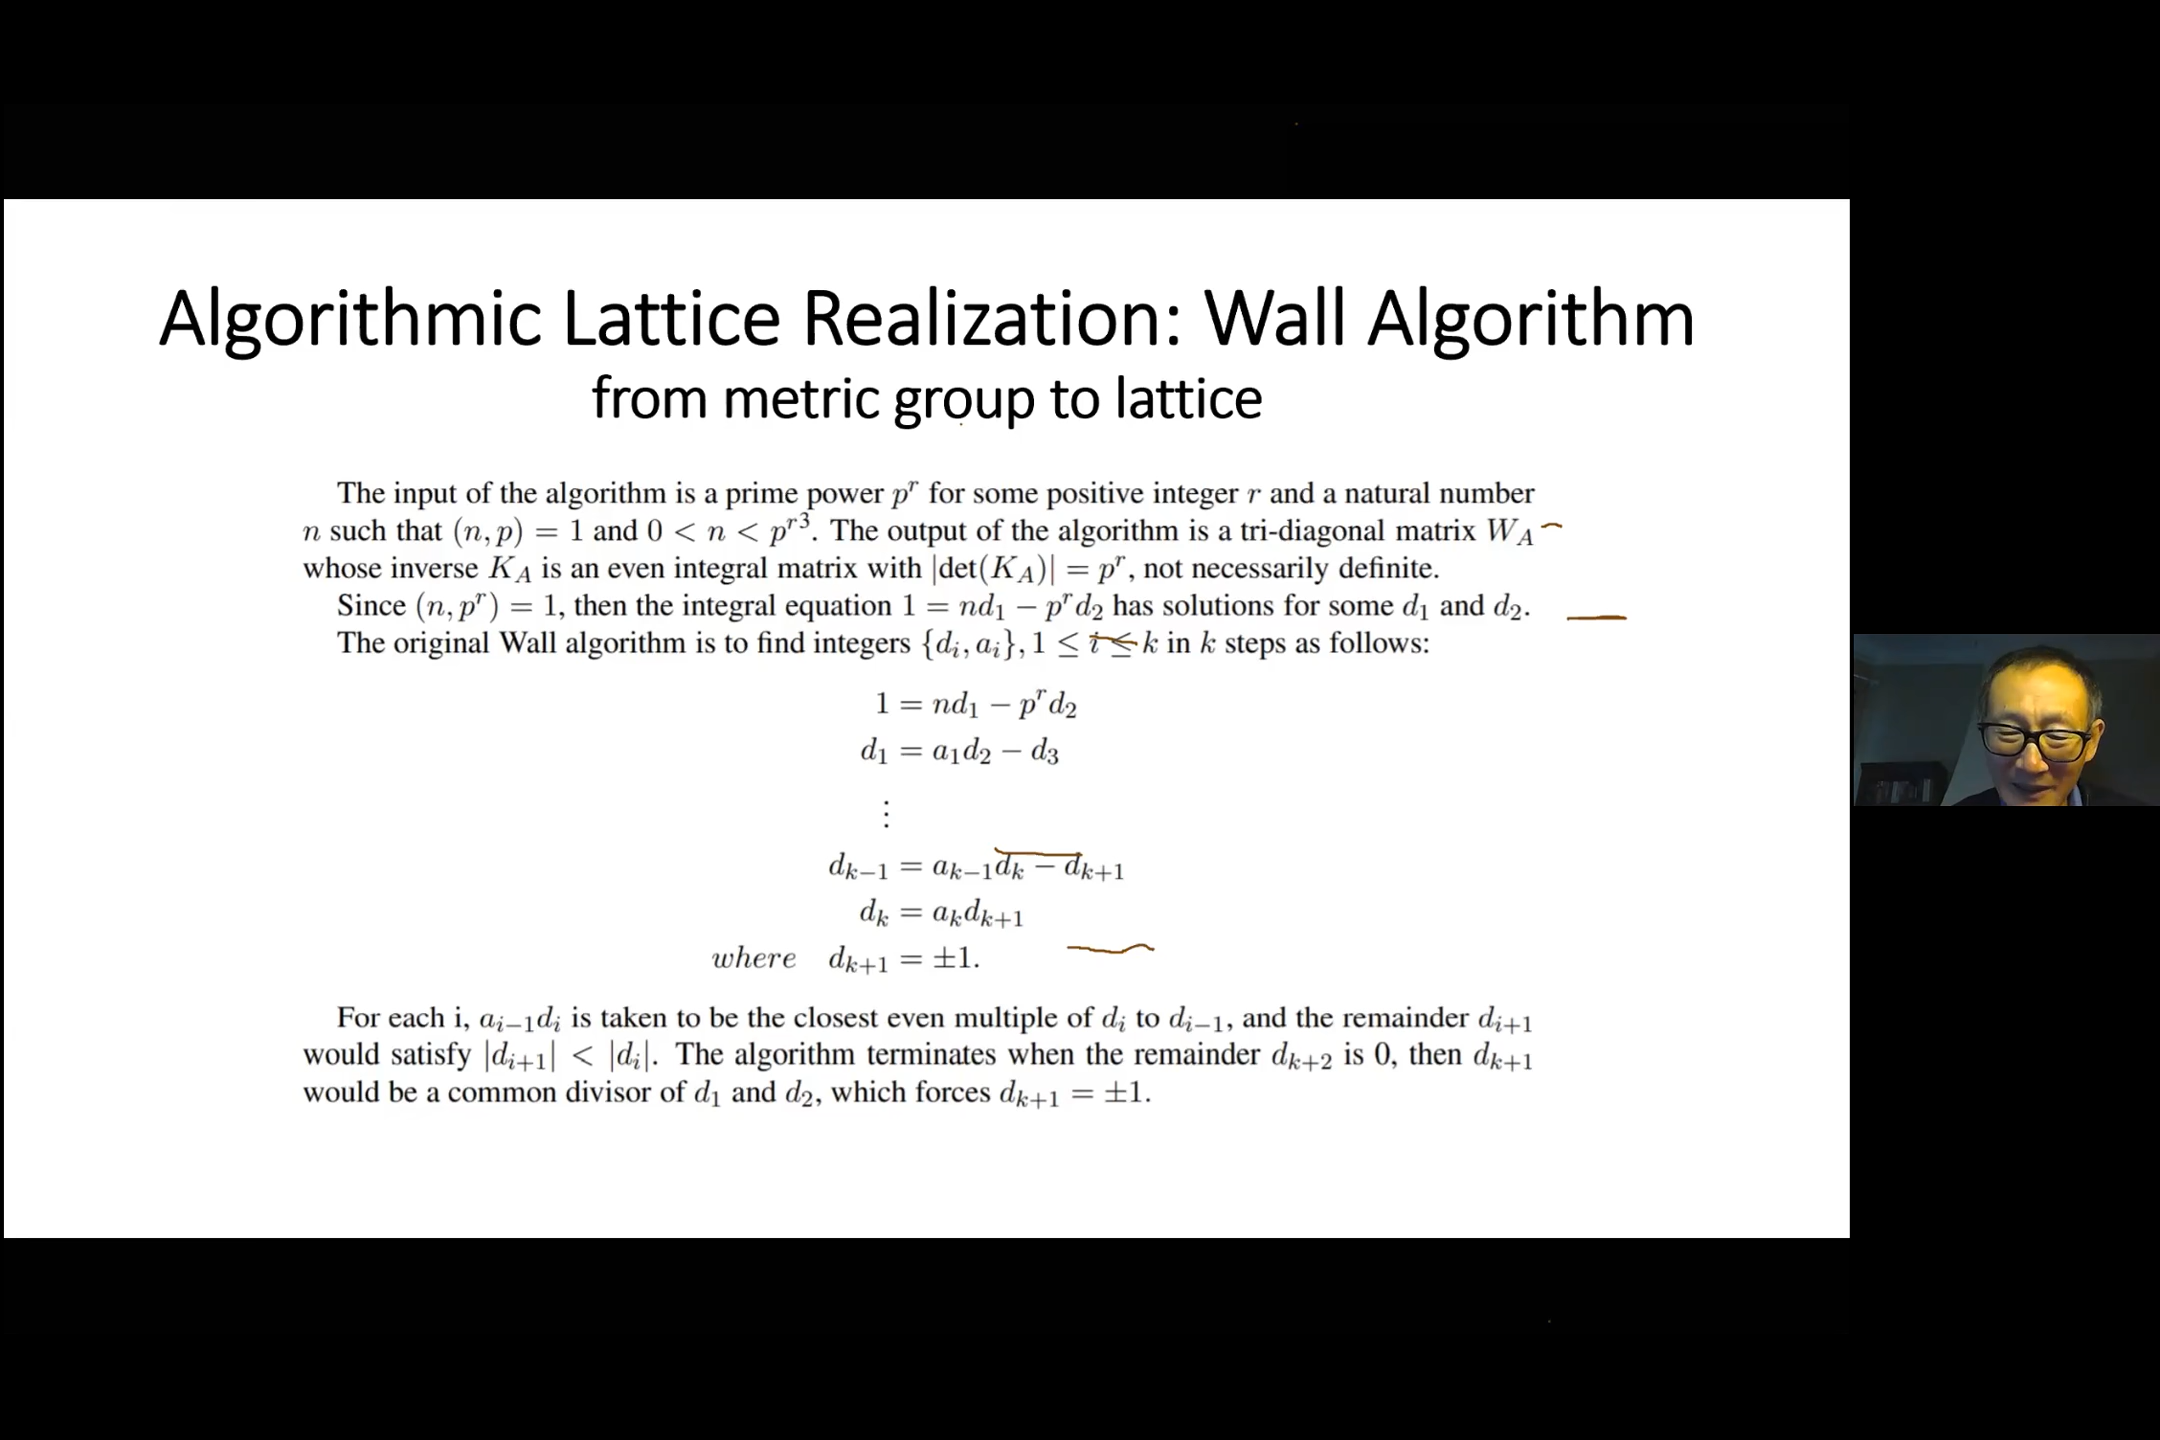 Algorithmic Lattice Realization: Wall Algorithm
from metric group to lattice
The input of the algorithm is a prime power p^r for some positive integer r and a natural number
n such that (n, p) = 1 and 0 < n < p^{r3}. The output of the algorithm is a tri-diagonal matrix W_A
whose inverse K_A is an even integral matrix with |det(K_A)| = p^r, not necessarily definite.
Since (n, p^r) = 1, then the integral equation 1 = nd_1 − p^r d_2 has solutions for some d_1 and d_2.
The original Wall algorithm is to find integers {d_i, a_i}, 1 ≤ i ≤ k in k steps as follows:
1 = nd_1 − p^r d_2
d_1 = a_1d_2 − d_3
⋮
d_{k−1} = a_{k−1}d_k − d_{k+1}
d_k = a_kd_{k+1}
where d_{k+1} = ±1.
For each i, a_{i−1}d_i is taken to be the closest even multiple of d_i to d_{i−1}, and the remainder d_{i+1}
would satisfy |d_{i+1}| < |d_i|. The algorithm terminates when the remainder d_{k+2} is 0, then d_{k+1}
would be a common divisor of d_1 and d_2, which forces d_{k+1} = ±1.